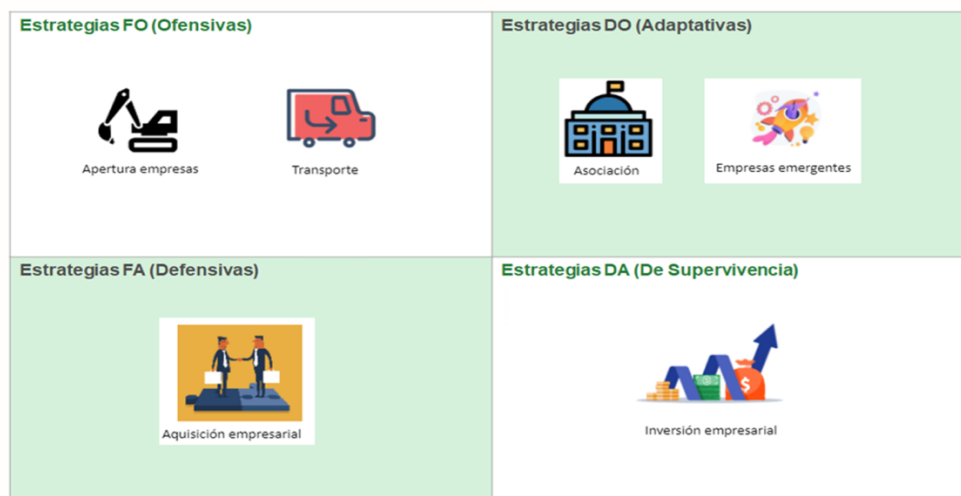 Estrategias FO (Ofensivas)
Estrategias DO (Adaptativas)
Apertura empresas
Transporte
Asociación
Empresas emergentes
Estrategias FA (Defensivas)
Estrategias DA (De Supervivencia)
Aquisición empresarial
$
Inversión empresarial